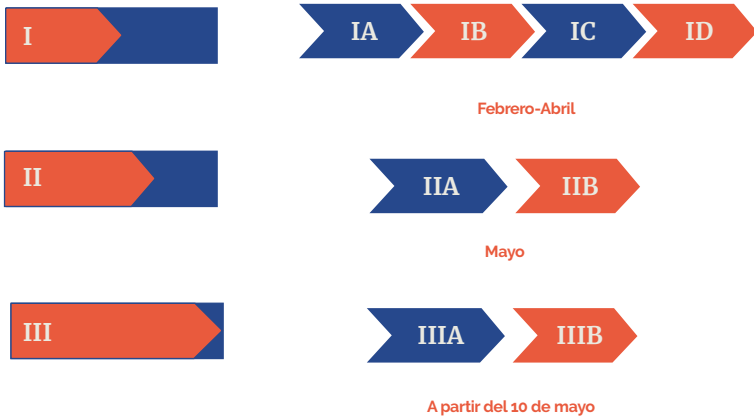 I
IA IB IC ID
Febrero-Abril
II
IIA IIB
Mayo
III
IIIA IIIB
A partir del 10 de mayo